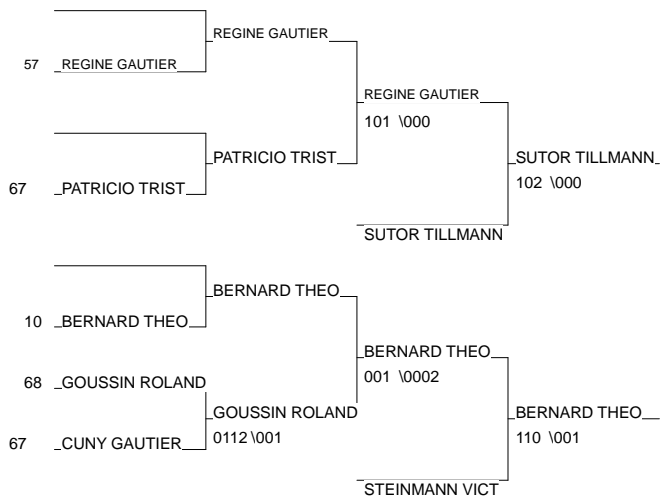 REGINE GAUTIER
57 REGINE GAUTIER
REGINE GAUTIER
101 \000
PATRICIO TRIST
SUTOR TILLMANN
102 \000
67 PATRICIO TRIST
SUTOR TILLMANN
BERNARD THEO
10 BERNARD THEO
BERNARD THEO
001 \0002
68 GOUSSIN ROLAND
GOUSSIN ROLAND
0112 \001
BERNARD THEO
110 \001
67 CUNY GAUTIER
STEINMANN VICT